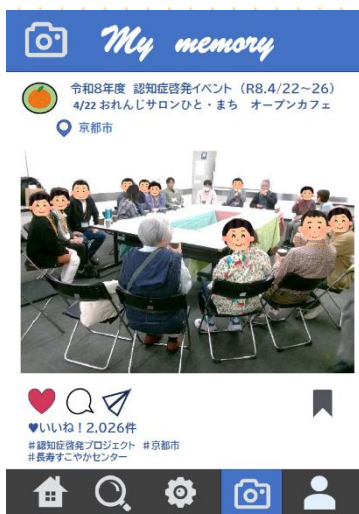 My memory
令和8年度 認知症啓発イベント（R8.4/22～26）
4/22 おれんじサロンひと・まち オープンカフェ
京都市
♥いいね！2,026件
#認知症啓発プロジェクト #京都市
#長寿すこやかセンター